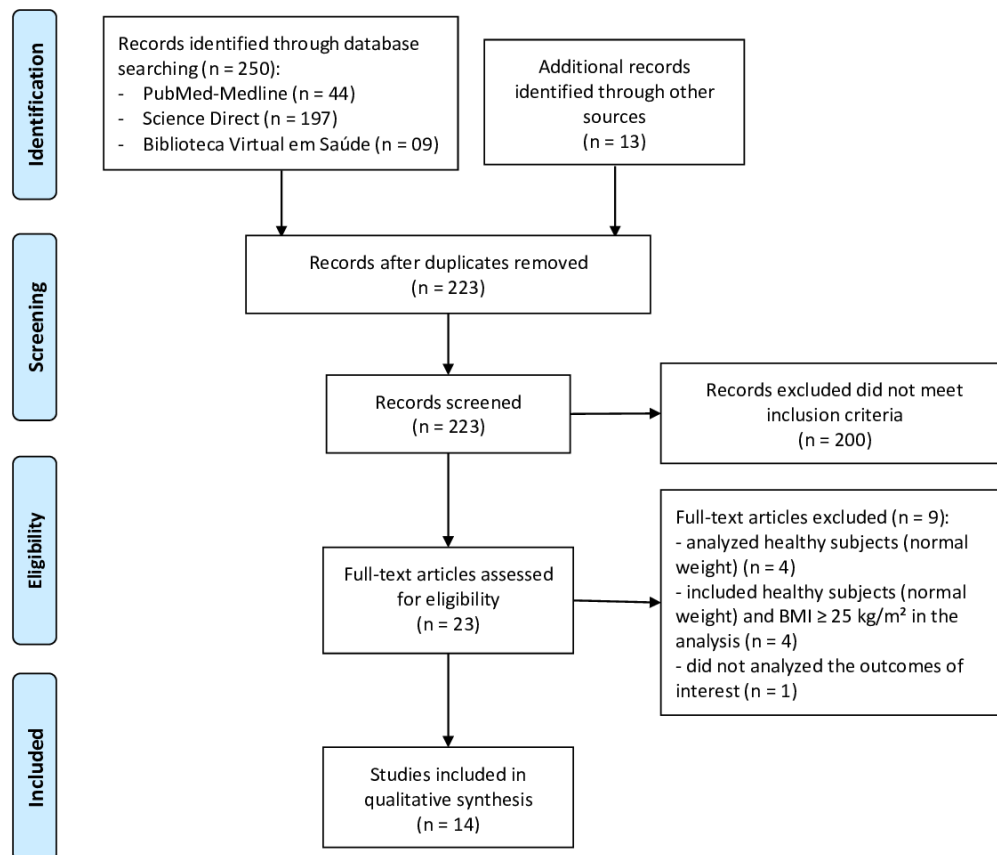 Identification
Records identified through database
searching (n = 250):
- PubMed-Medline (n = 44)
- Science Direct (n = 197)
- Biblioteca Virtual em Saúde (n = 09)
Additional records
identified through other
sources
(n = 13)
Screening
Records after duplicates removed
(n = 223)
Records screened
(n = 223)
Records excluded did not meet
inclusion criteria
(n = 200)
Eligibility
Full-text articles assessed
for eligibility
(n = 23)
Full-text articles excluded (n = 9):
- analyzed healthy subjects (normal
weight) (n = 4)
- included healthy subjects (normal
weight) and BMI ≥ 25 kg/m² in the
analysis (n = 4)
- did not analyzed the outcomes of
interest (n = 1)
Included
Studies included in
qualitative synthesis
(n = 14)